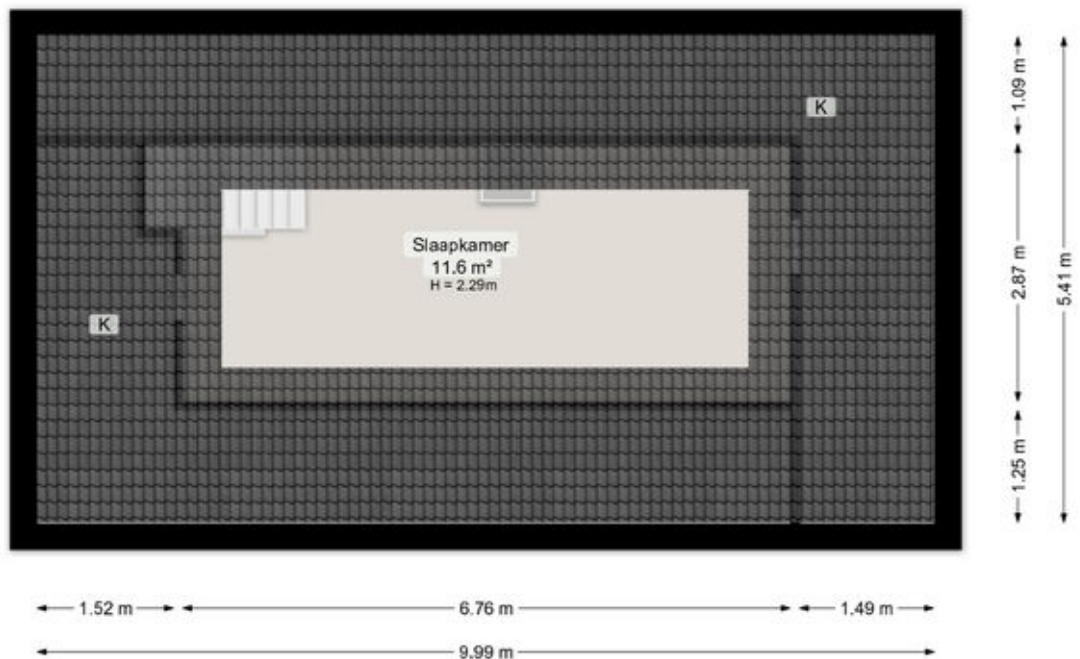 K
Slaapkamer
11.6 m²
H = 2.29m
K
1.09 m
2.87 m
1.25 m
5.41 m
1.52 m
6.76 m
1.49 m
9.99 m